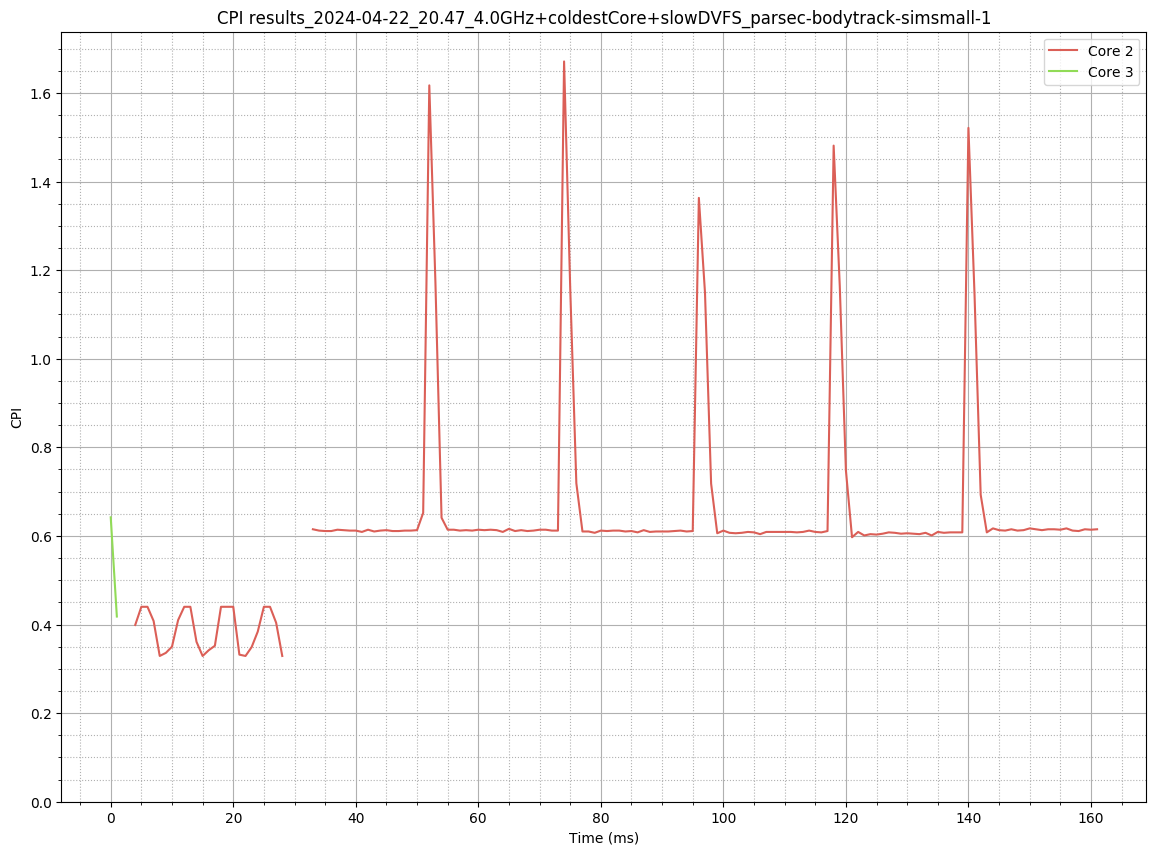 CPI results_2024-04-22_20.47_4.0GHz+coldestCore+slowDVFS_parsec-bodytrack-simsmall-1
Core 2
Core 3
1.6
1.4
1.2
1.0
0.8
0.6
0.4
0.2
0.0
CPI
0 20 40 60 80 100 120 140 160
Time (ms)